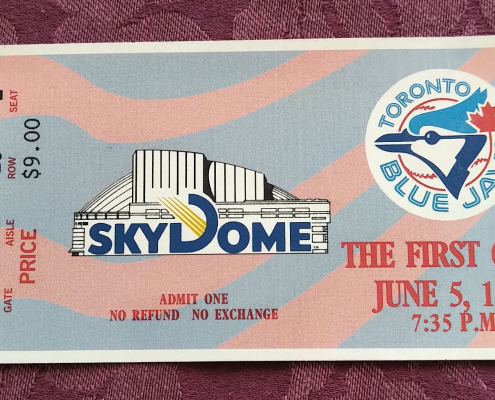 SEAT
ROW
AISLE
GATE
$9.00
PRICE
SKYDOME
ADMIT ONE
NO REFUND NO EXCHANGE
TORONTO
BLUE JAY
THE FIRST
JUNE 5, 1
7:35 P.M